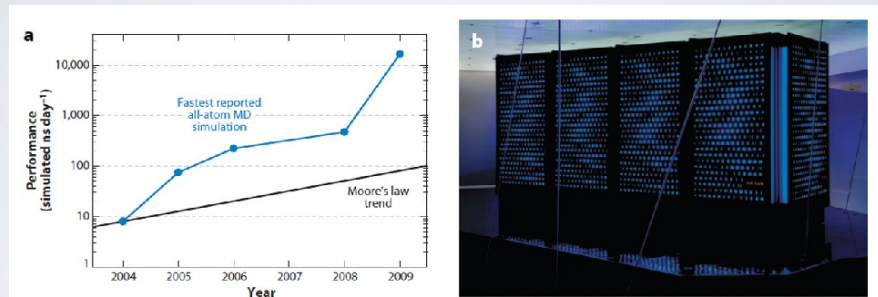 a
Performance
(simulated ns day⁻¹)
10,000
1,000
100
10
1
Fastest reported
all-atom MD
simulation
Moore's law
trend
2004 2005 2006 2007 2008 2009
Year
b